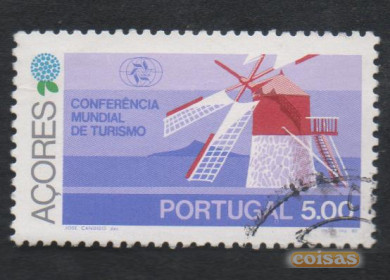 AÇORES
CONFERÊNCIA
MUNDIAL
DE TURISMO
PORTUGAL 5.00
coisas